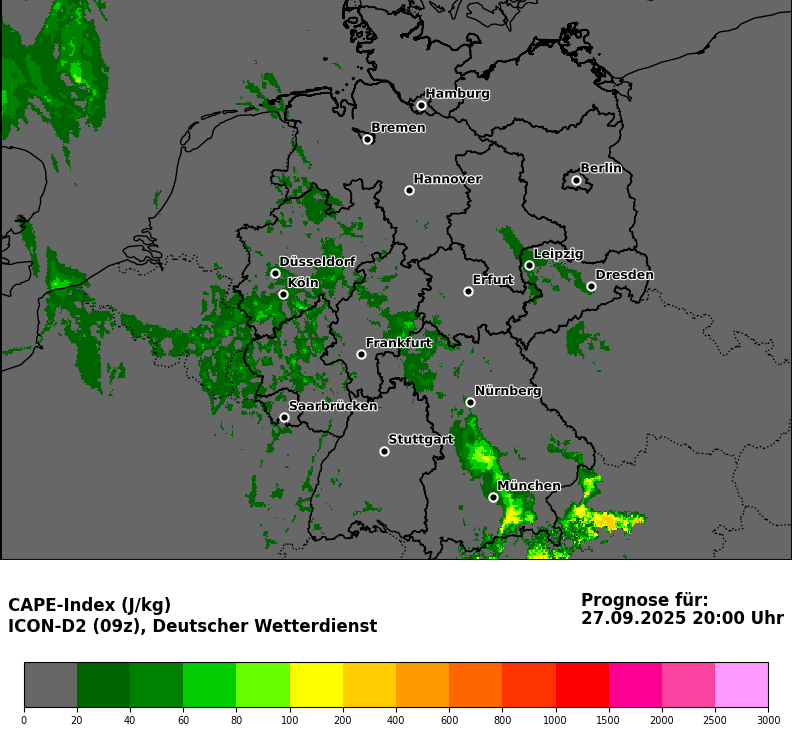 Hamburg
Bremen
Hannover
Berlin
Düsseldorf
Köln
Leipzig
Erfurt
Dresden
Frankfurt
Nürnberg
Saarbrücken
Stuttgart
München
CAPE-Index (J/kg)
ICON-D2 (09z), Deutscher Wetterdienst
Prognose für:
27.09.2025 20:00 Uhr
0 20 40 60 80 100 200 400 600 800 1000 1500 2000 2500 3000